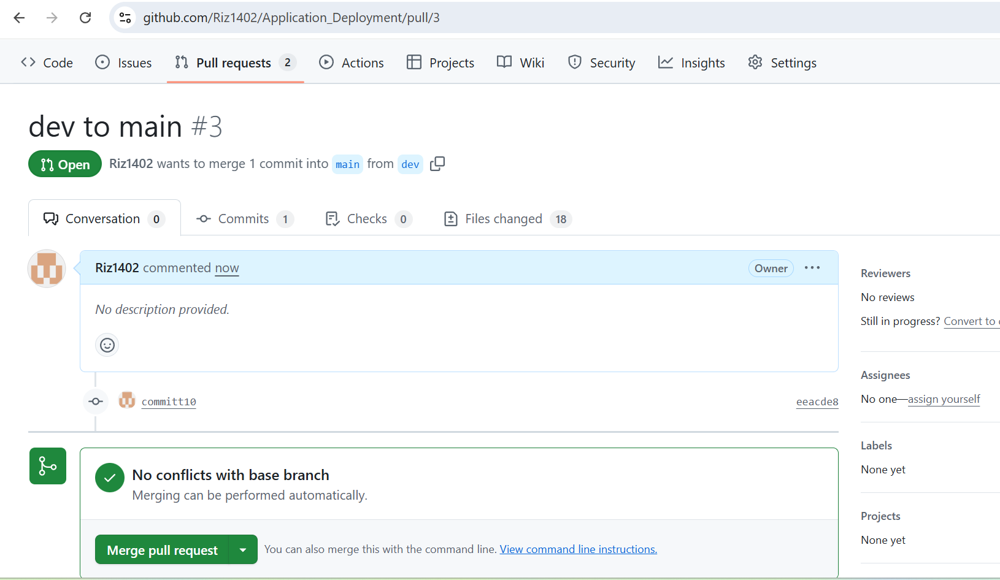 github.com/Riz1402/Application_Deployment/pull/3
Code Issues Pull requests 2 Actions Projects Wiki Security Insights Settings
dev to main #3
Open Riz1402 wants to merge 1 commit into main from dev
Conversation 0 Commits 1 Checks 0 Files changed 18
Riz1402 commented now Owner
No description provided.
committ10 eeacde8
No conflicts with base branch
Merging can be performed automatically.
Merge pull request You can also merge this with the command line. View command line instructions.
Reviewers
No reviews
Still in progress? Convert to
Assignees
No one—assign yourself
Labels
None yet
Projects
None yet